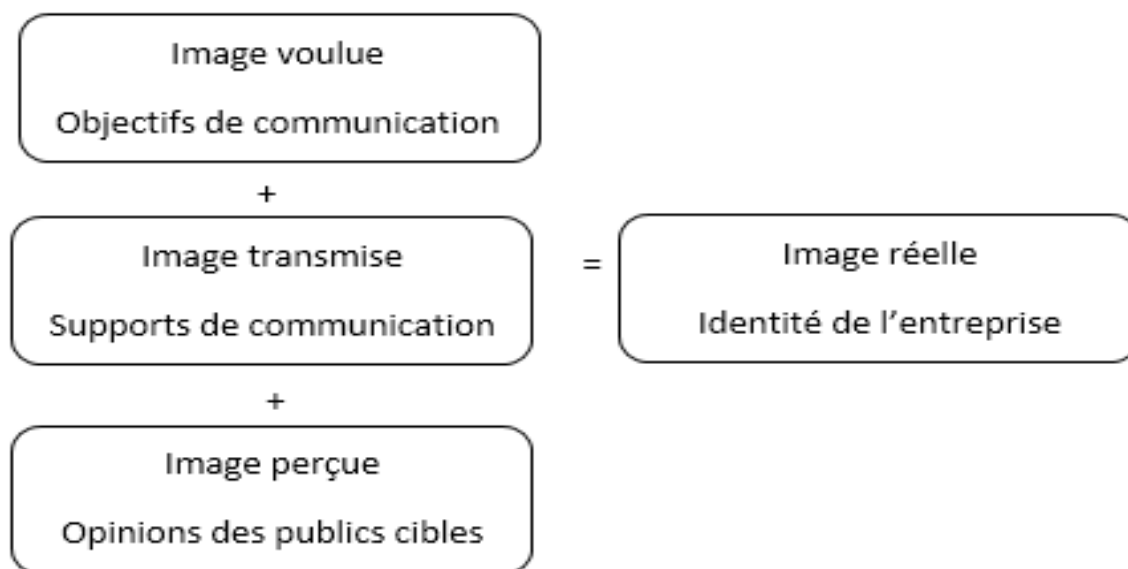 Image voulue
Objectifs de communication
+
Image transmise
Supports de communication
=
Image réelle
Identité de l'entreprise
+
Image perçue
Opinions des publics cibles